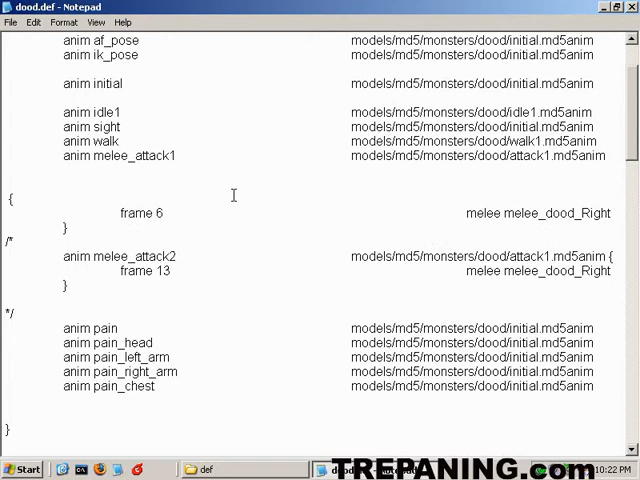 dood.def - Notepad
File Edit Format View Help
anim af_pose models/md5/monsters/dood/initial.md5anim
anim ik_pose models/md5/monsters/dood/initial.md5anim
anim initial models/md5/monsters/dood/initial.md5anim
anim idle1 models/md5/monsters/dood/idle1.md5anim
anim sight models/md5/monsters/dood/initial.md5anim
anim walk models/md5/monsters/dood/walk1.md5anim
anim melee_attack1 models/md5/monsters/dood/attack1.md5anim
{
frame 6 melee melee_dood_Right
}
/*
anim melee_attack2 models/md5/monsters/dood/attack1.md5anim {
frame 13 melee melee_dood_Right
}
*/
anim pain models/md5/monsters/dood/initial.md5anim
anim pain_head models/md5/monsters/dood/initial.md5anim
anim pain_left_arm models/md5/monsters/dood/initial.md5anim
anim pain_right_arm models/md5/monsters/dood/initial.md5anim
anim pain_chest models/md5/monsters/dood/initial.md5anim
}
Start def 10:22 PM
TREPANING.com